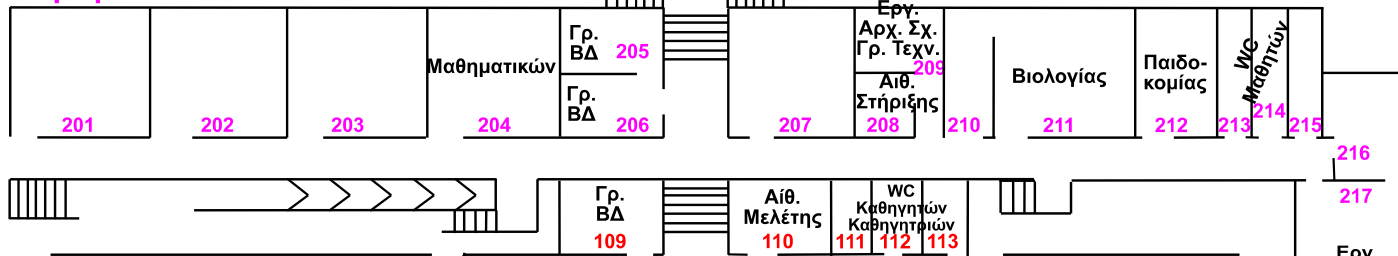 Εργ.
Αρχ. Σχ.
Γρ. Τεχν.
209
Γρ.
ΒΔ
205
Μαθηματικών
Γρ.
ΒΔ
206
Αιθ.
Στήριξης
208
Βιολογίας
Παιδο-
κομίας
WC
Μαθητών
201
202
203
204
207
210
211
212
213
214
215
216
217
Γρ.
ΒΔ
109
Αίθ.
Μελέτης
110
WC
Καθηγητών
Καθηγητριών
111
112
113
Εργ